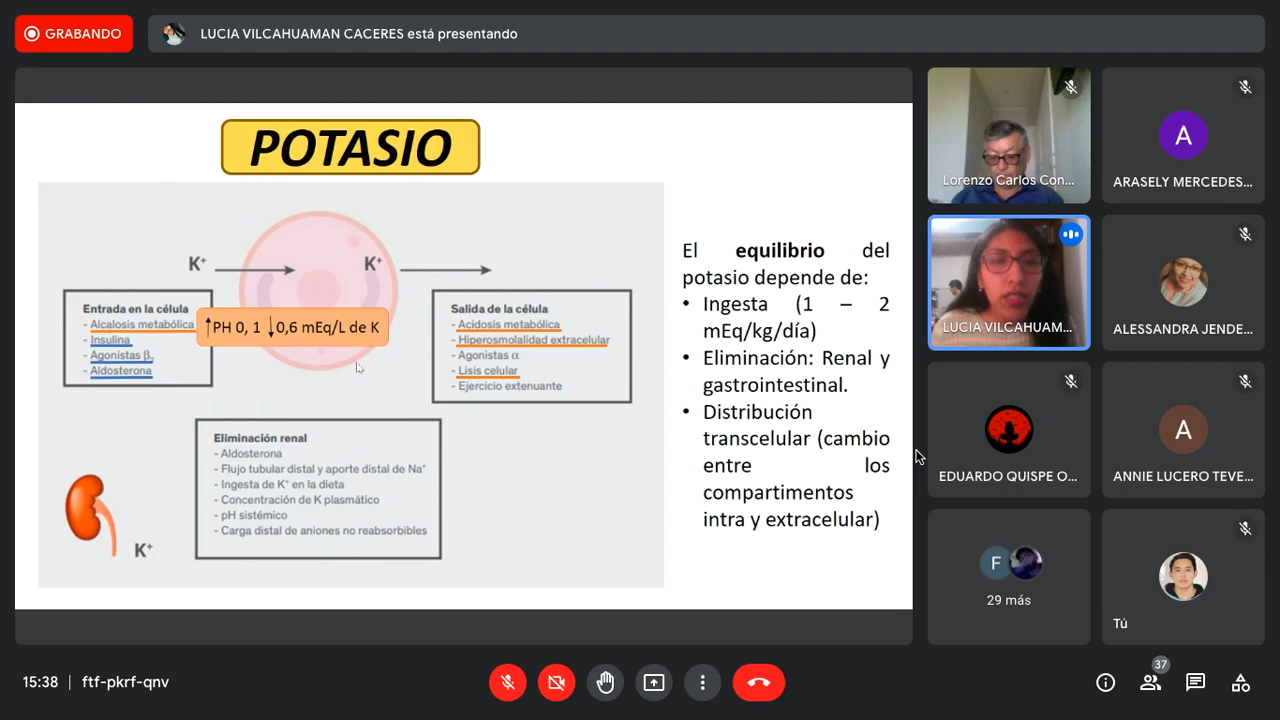 GRABANDO
LUCIA VILCAHUAMAN CACERES está presentando
POTASIO
K⁺
K⁺
Entrada en la célula
- Alcalosis metabólica
- Insulina
- Agonistas β₂
- Aldosterona
↑PH 0, 1 ↓0,6 mEq/L de K
Salida de la célula
- Acidosis metabólica
- Hiperosmolalidad extracelular
- Agonistas α
- Lisis celular
- Ejercicio extenuante
Eliminación renal
- Aldosterona
- Flujo tubular distal y aporte distal de Na⁺
- Ingesta de K⁺ en la dieta
- Concentración de K plasmático
- pH sistémico
- Carga distal de aniones no reabsorbibles
K⁺
El equilibrio del
potasio depende de:
• Ingesta (1 – 2
mEq/kg/día)
• Eliminación: Renal y
gastrointestinal.
• Distribución
transcelular (cambio
entre los
compartimentos
intra y extracelular)
Lorenzo Carlos Con...
A
ARASELY MERCEDES...
LUCIA VILCAHUAM...
ALESSANDRA JENDE...
EDUARDO QUISPE O...
A
ANNIE LUCERO TEVE...
F
29 más
Tú
15:38 | ftf-pkrf-qnv
37